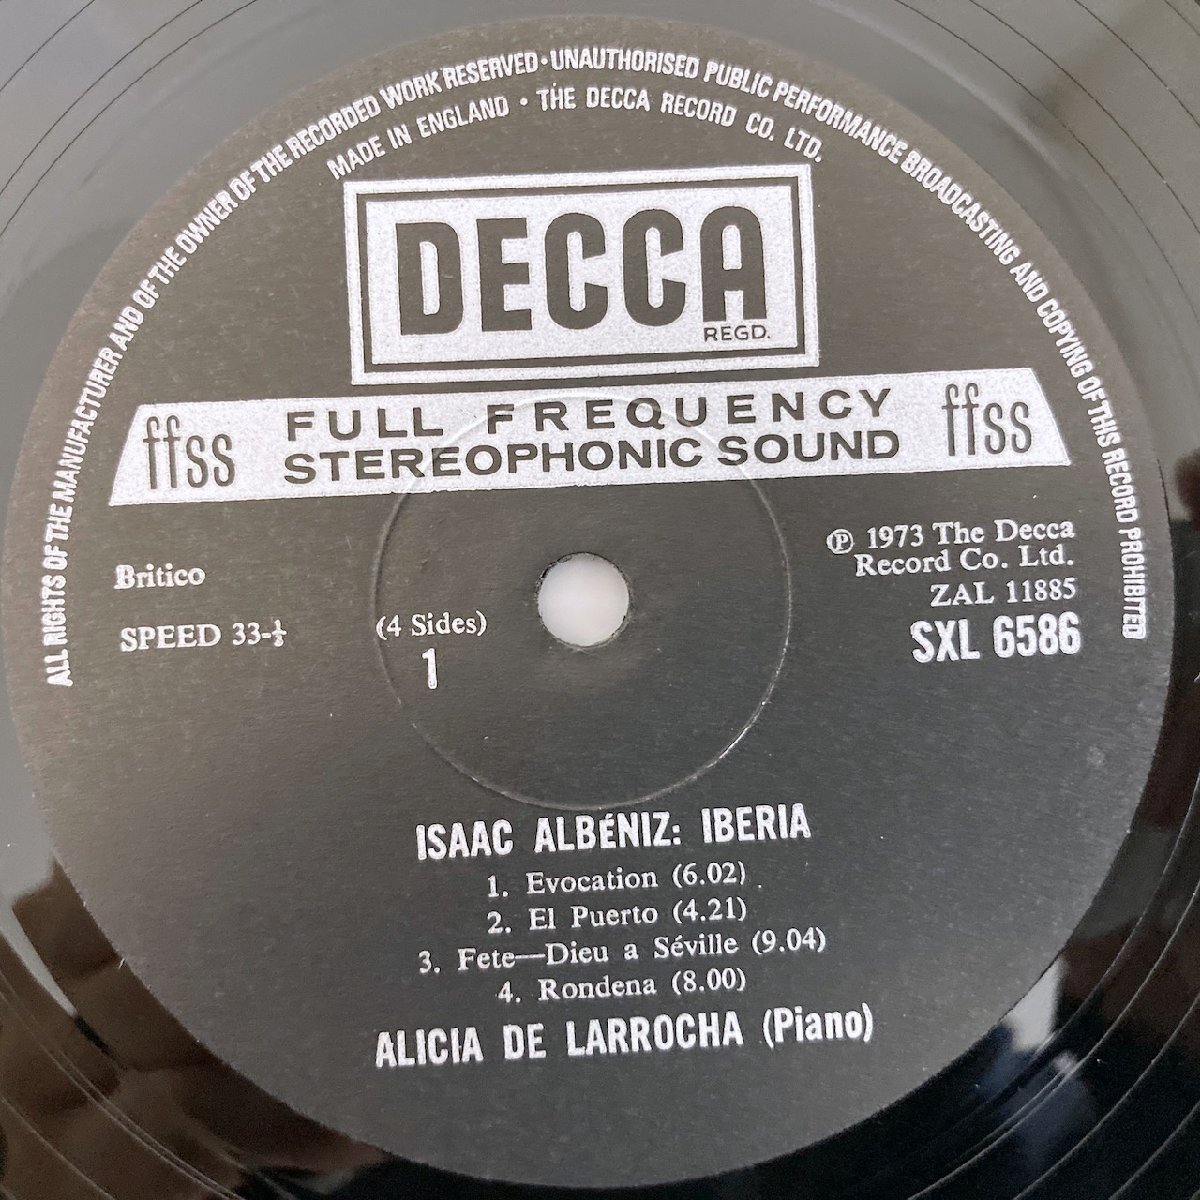 ALL RIGHTS OF THE MANUFACTURER AND OF THE OWNER OF THE RECORDED WORK RESERVED · UNAUTHORISED PUBLIC PERFORMANCE BROADCASTING AND COPYING OF THIS RECORD PROHIBITED
MADE IN ENGLAND · THE DECCA RECORD CO. LTD.
DECCA
REGD.
ffss FULL FREQUENCY STEREOPHONIC SOUND ffss
Ⓟ 1973 The Decca
Record Co. Ltd.
Britico
ZAL 11885
SPEED 33-⅓
(4 Sides)
1
SXL 6586
ISAAC ALBÉNIZ: IBERIA
1. Evocation (6.02)
2. El Puerto (4.21)
3. Fete—Dieu a Séville (9.04)
4. Rondena (8.00)
ALICIA DE LARROCHA (Piano)